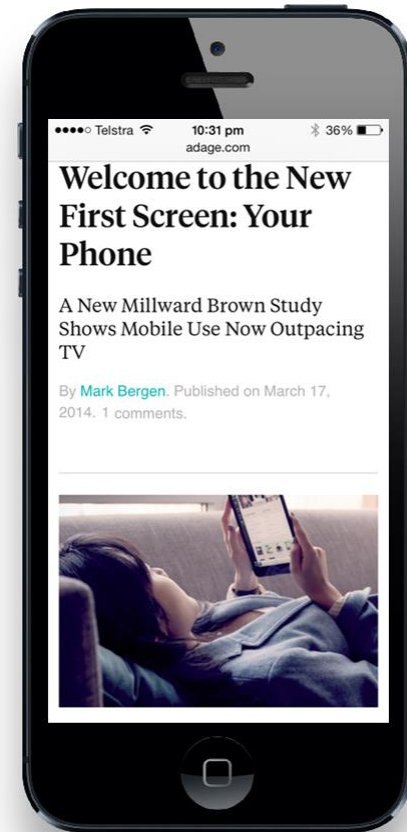 Telstra 10:31 pm 36%
adage.com
Welcome to the New
First Screen: Your
Phone
A New Millward Brown Study
Shows Mobile Use Now Outpacing
TV
By Mark Bergen. Published on March 17,
2014. 1 comments.